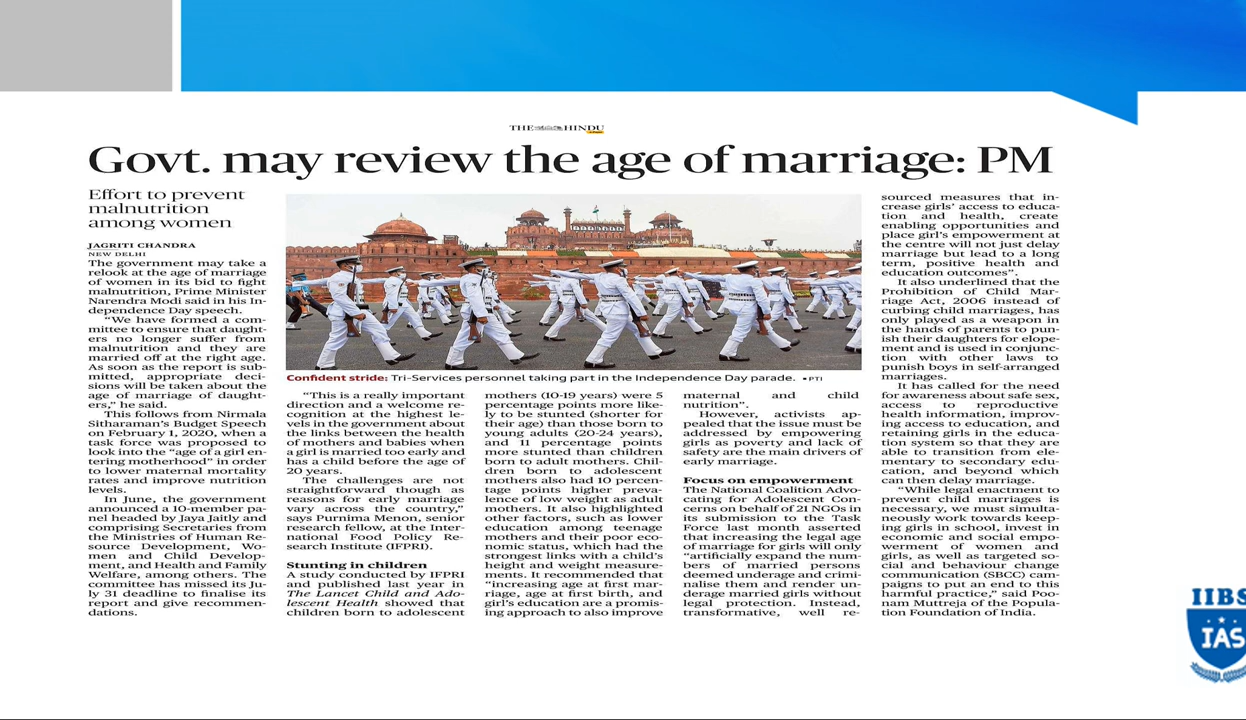 THE HINDU
Govt. may review the age of marriage: PM
Effort to prevent
malnutrition
among women
JAGRITI CHANDRA
NEW DELHI
The government may take a
relook at the age of marriage
of women in its bid to fight
malnutrition, Prime Minister
Narendra Modi said in his In-
dependence Day speech.
“We have formed a com-
mittee to ensure that daught-
ers no longer suffer from
malnutrition and they are
married off at the right age.
As soon as the report is sub-
mitted, appropriate deci-
sions will be taken about the
age of marriage of daught-
ers,” he said.
This follows from Nirmala
Sitharaman’s Budget Speech
on February 1, 2020, when a
task force was proposed to
look into the “age of a girl en-
tering motherhood” in order
to lower maternal mortality
rates and improve nutrition
levels.
In June, the government
announced a 10-member pa-
nel headed by Jaya Jaitly and
comprising Secretaries from
the Ministries of Human Re-
source Development, Wo-
men and Child Develop-
ment, and Health and Family
Welfare, among others. The
committee has missed its Ju-
ly 31 deadline to finalise its
report and give recommen-
dations.
Confident stride: Tri-Services personnel taking part in the Independence Day parade. ▪PTI
“This is a really important
direction and a welcome re-
cognition at the highest le-
vels in the government about
the links between the health
of mothers and babies when
a girl is married too early and
has a child before the age of
20 years.
The challenges are not
straightforward though as
reasons for early marriage
vary across the country,”
says Purnima Menon, senior
research fellow, at the Inter-
national Food Policy Re-
search Institute (IFPRI).
Stunting in children
A study conducted by IFPRI
and published last year in
The Lancet Child and Ado-
lescent Health showed that
children born to adolescent
mothers (10-19 years) were 5
percentage points more like-
ly to be stunted (shorter for
their age) than those born to
young adults (20-24 years),
and 11 percentage points
more stunted than children
born to adult mothers. Chil-
dren born to adolescent
mothers also had 10 percen-
tage points higher preva-
lence of low weight as adult
mothers. It also highlighted
other factors, such as lower
education among teenage
mothers and their poor eco-
nomic status, which had the
strongest links with a child’s
height and weight measure-
ments. It recommended that
“increasing age at first mar-
riage, age at first birth, and
girl’s education are a promis-
ing approach to also improve
maternal and child
nutrition”.
However, activists ap-
pealed that the issue must be
addressed by empowering
girls as poverty and lack of
safety are the main drivers of
early marriage.
Focus on empowerment
The National Coalition Advo-
cating for Adolescent Con-
cerns on behalf of 21 NGOs in
its submission to the Task
Force last month asserted
that increasing the legal age
of marriage for girls will only
“artificially expand the num-
bers of married persons
deemed underage and crimi-
nalise them and render un-
derage married girls without
legal protection. Instead,
transformative, well re-
sourced measures that in-
crease girls’ access to educa-
tion and health, create
enabling opportunities and
place girl’s empowerment at
the centre will not just delay
marriage but lead to a long
term, positive health and
education outcomes”.
It also underlined that the
Prohibition of Child Mar-
riage Act, 2006 instead of
curbing child marriages, has
only played as a weapon in
the hands of parents to pun-
ish their daughters for elope-
ment and is used in conjunc-
tion with other laws to
punish boys in self-arranged
marriages.
It has called for the need
for awareness about safe sex,
access to reproductive
health information, improv-
ing access to education, and
retaining girls in the educa-
tion system so that they are
able to transition from ele-
mentary to secondary edu-
cation, and beyond which
can then delay marriage.
“While legal enactment to
prevent child marriages is
necessary, we must simulta-
neously work towards keep-
ing girls in school, invest in
economic and social empo-
werment of women and
girls, as well as targeted so-
cial and behaviour change
communication (SBCC) cam-
paigns to put an end to this
harmful practice,” said Poo-
nam Muttreja of the Popula-
tion Foundation of India.
IIBS
IAS